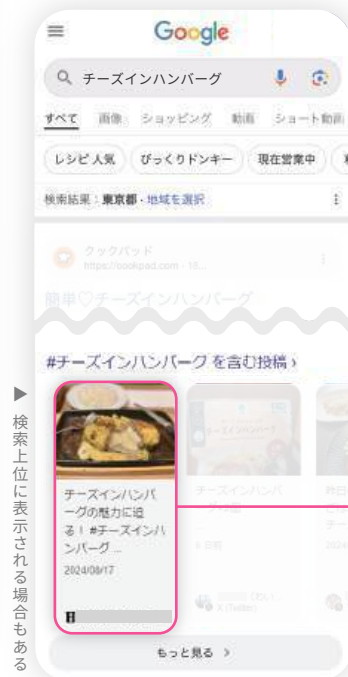 Google
チーズインハンバーグ
すべて 画像 ショッピング 動画 ショート動画
レシピ 人気 びっくりドンキー 現在営業中
検索結果：東京都・地域を選択
クックパッド
https://cookpad.com
簡単♡チーズインハンバーグ
#チーズインハンバーグ を含む投稿 ›
チーズインハンバ
ーグの魅力に迫
る！ #チーズインハ
ンバーグ ...
2024/08/17
チーズインハンバ
6 日前
X (Twitter)
昨日
チー
2024
もっと見る ›
▶検索上位に表示される場合もある